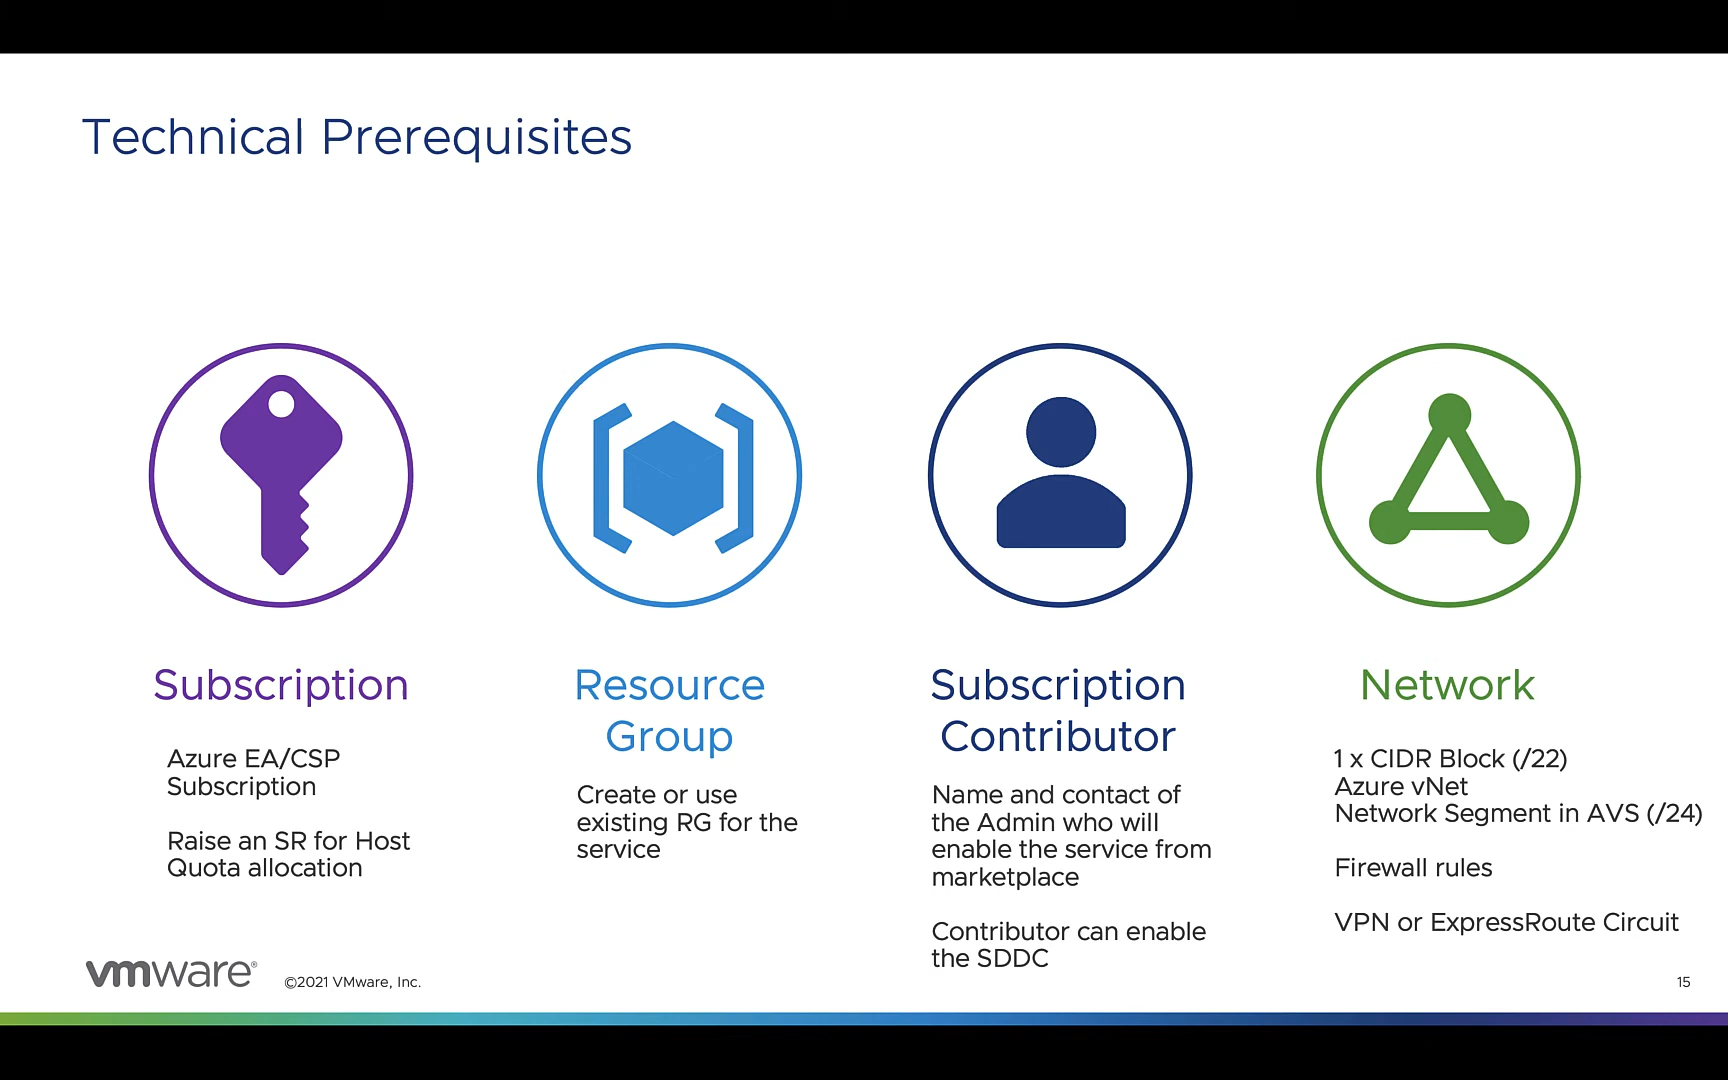 Technical Prerequisites
Subscription
Azure EA/CSP
Subscription
Raise an SR for Host
Quota allocation
Resource
Group
Create or use
existing RG for the
service
Subscription
Contributor
Name and contact of
the Admin who will
enable the service from
marketplace
Contributor can enable
the SDDC
Network
1 x CIDR Block (/22)
Azure vNet
Network Segment in AVS (/24)
Firewall rules
VPN or ExpressRoute Circuit
vmware®
©2021 VMware, Inc.
15